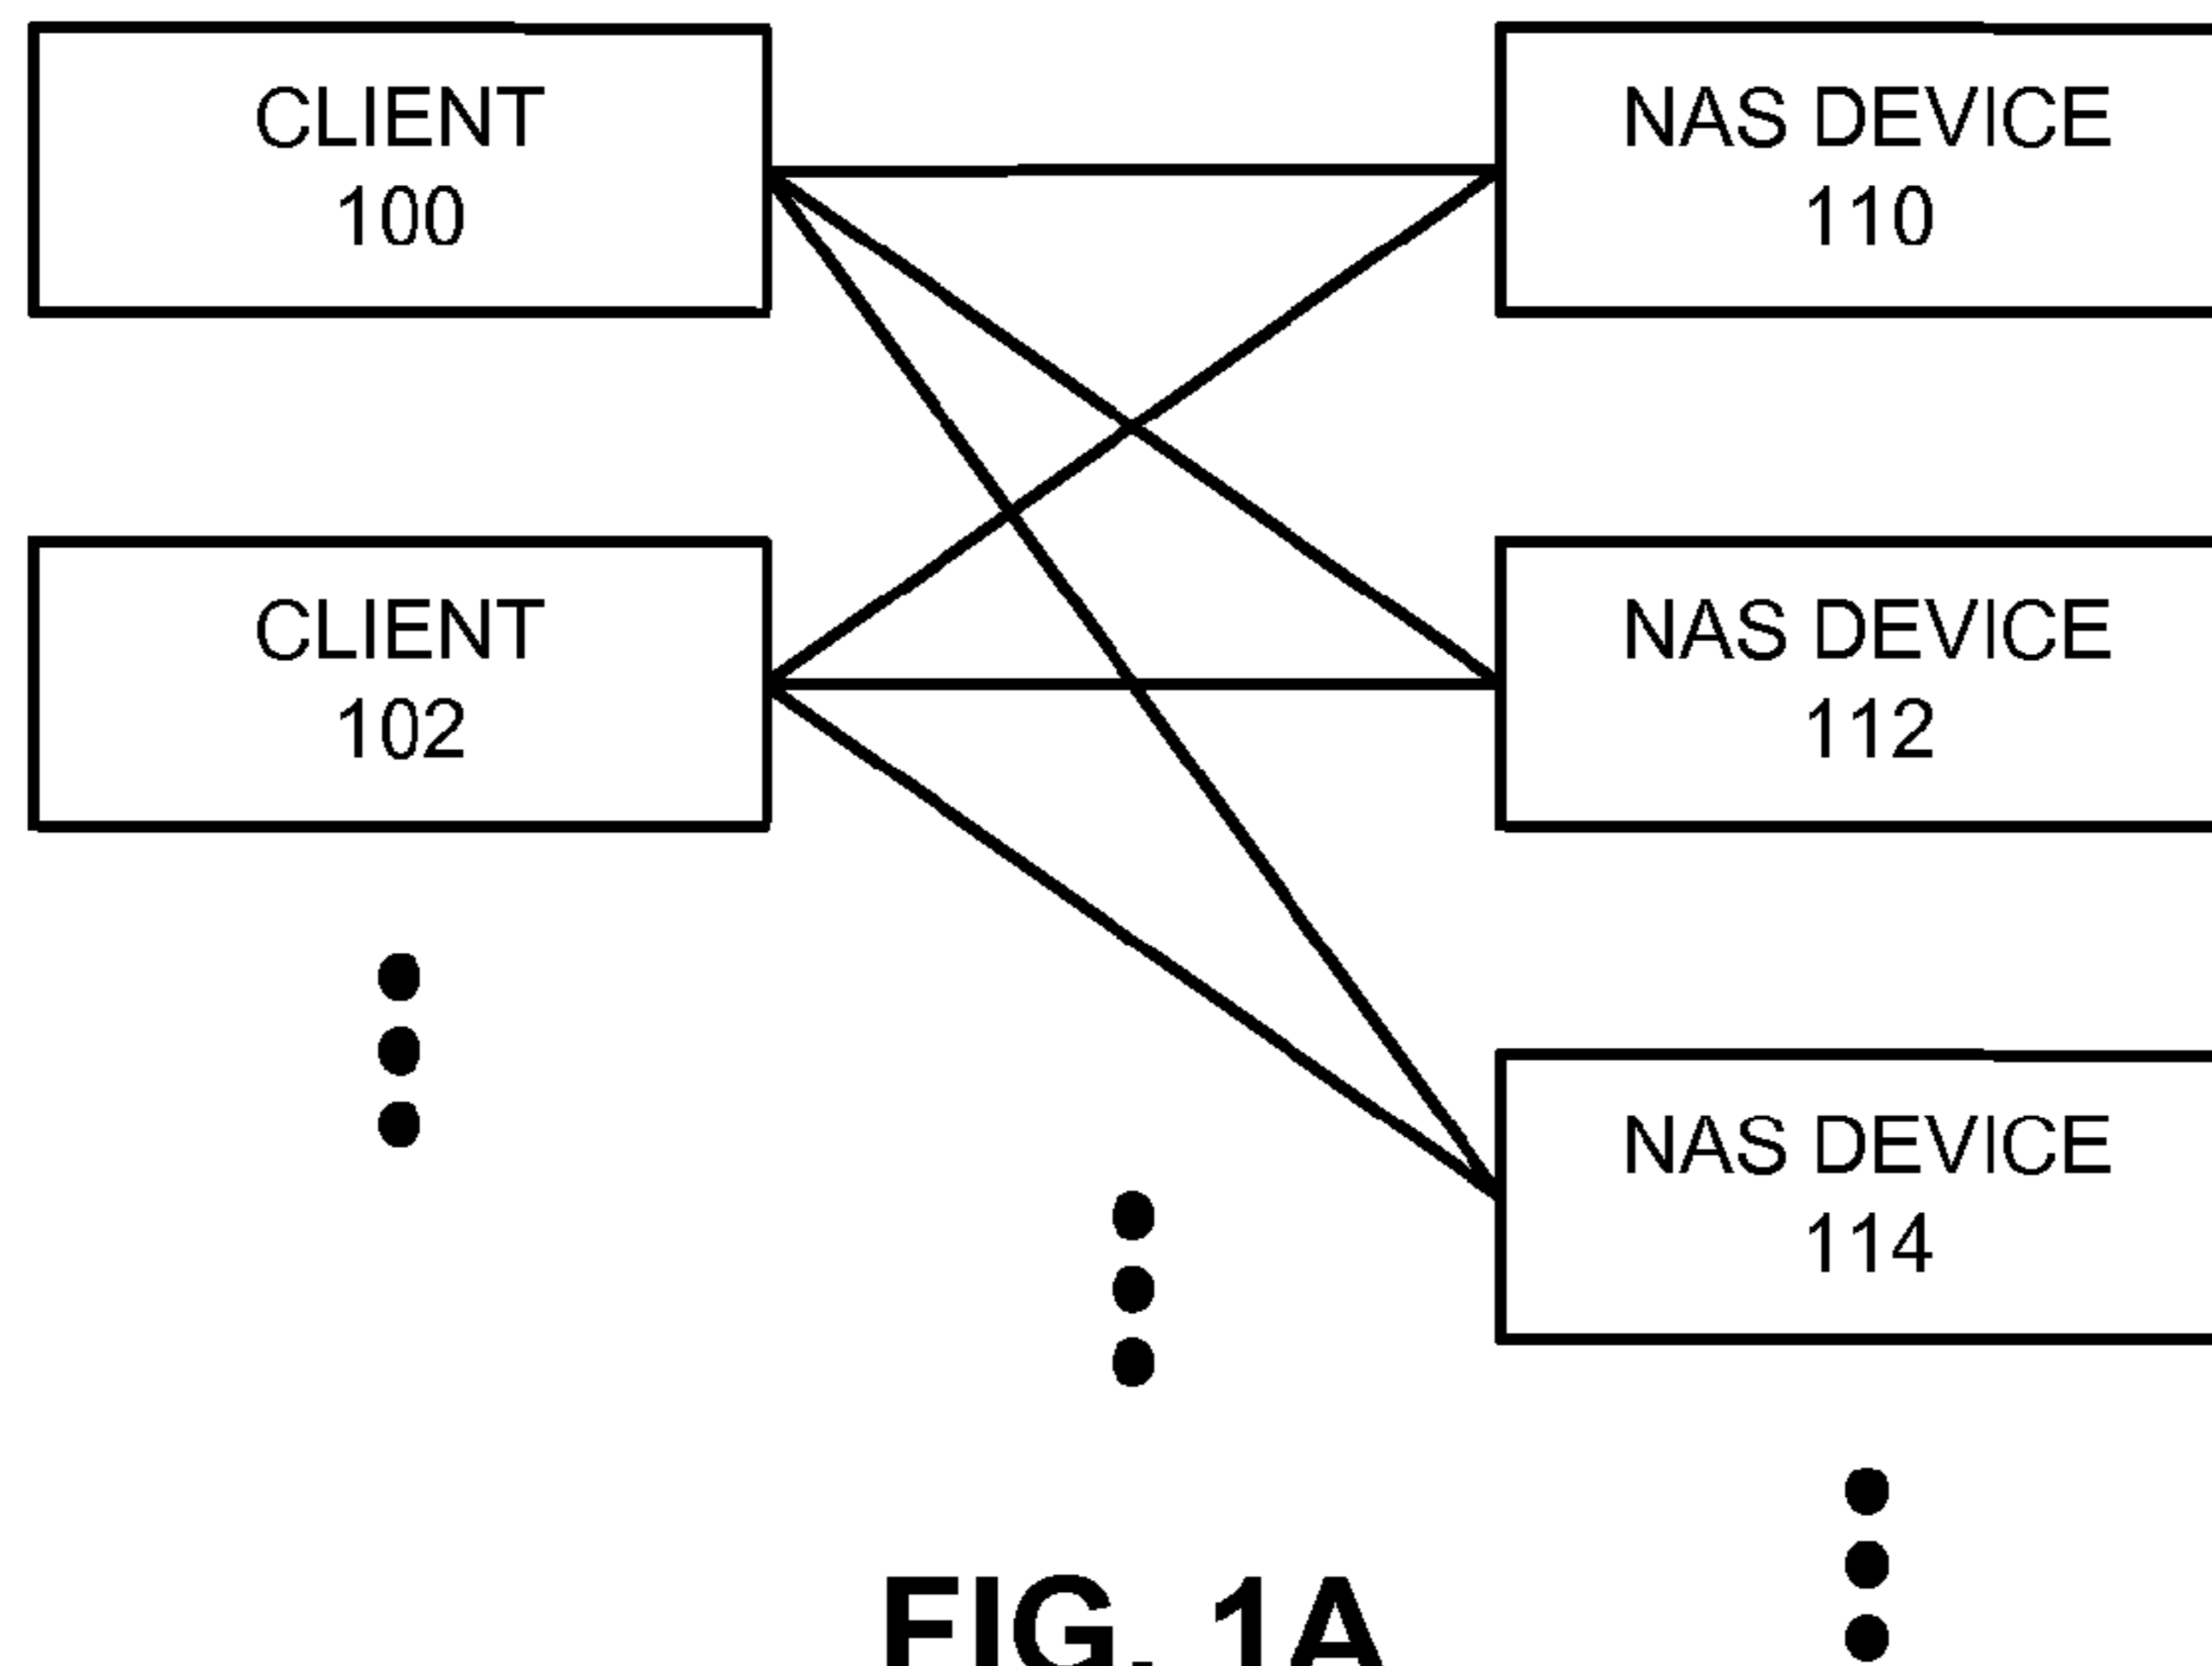 CLIENT
100
NAS DEVICE
110
CLIENT
102
NAS DEVICE
112
NAS DEVICE
114
FIG. 1A